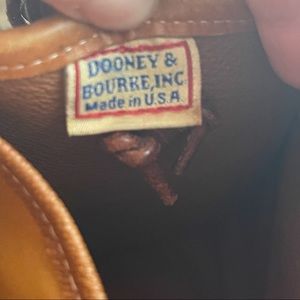 DOONEY &
BOURKE, INC.
Made in U.S.A.